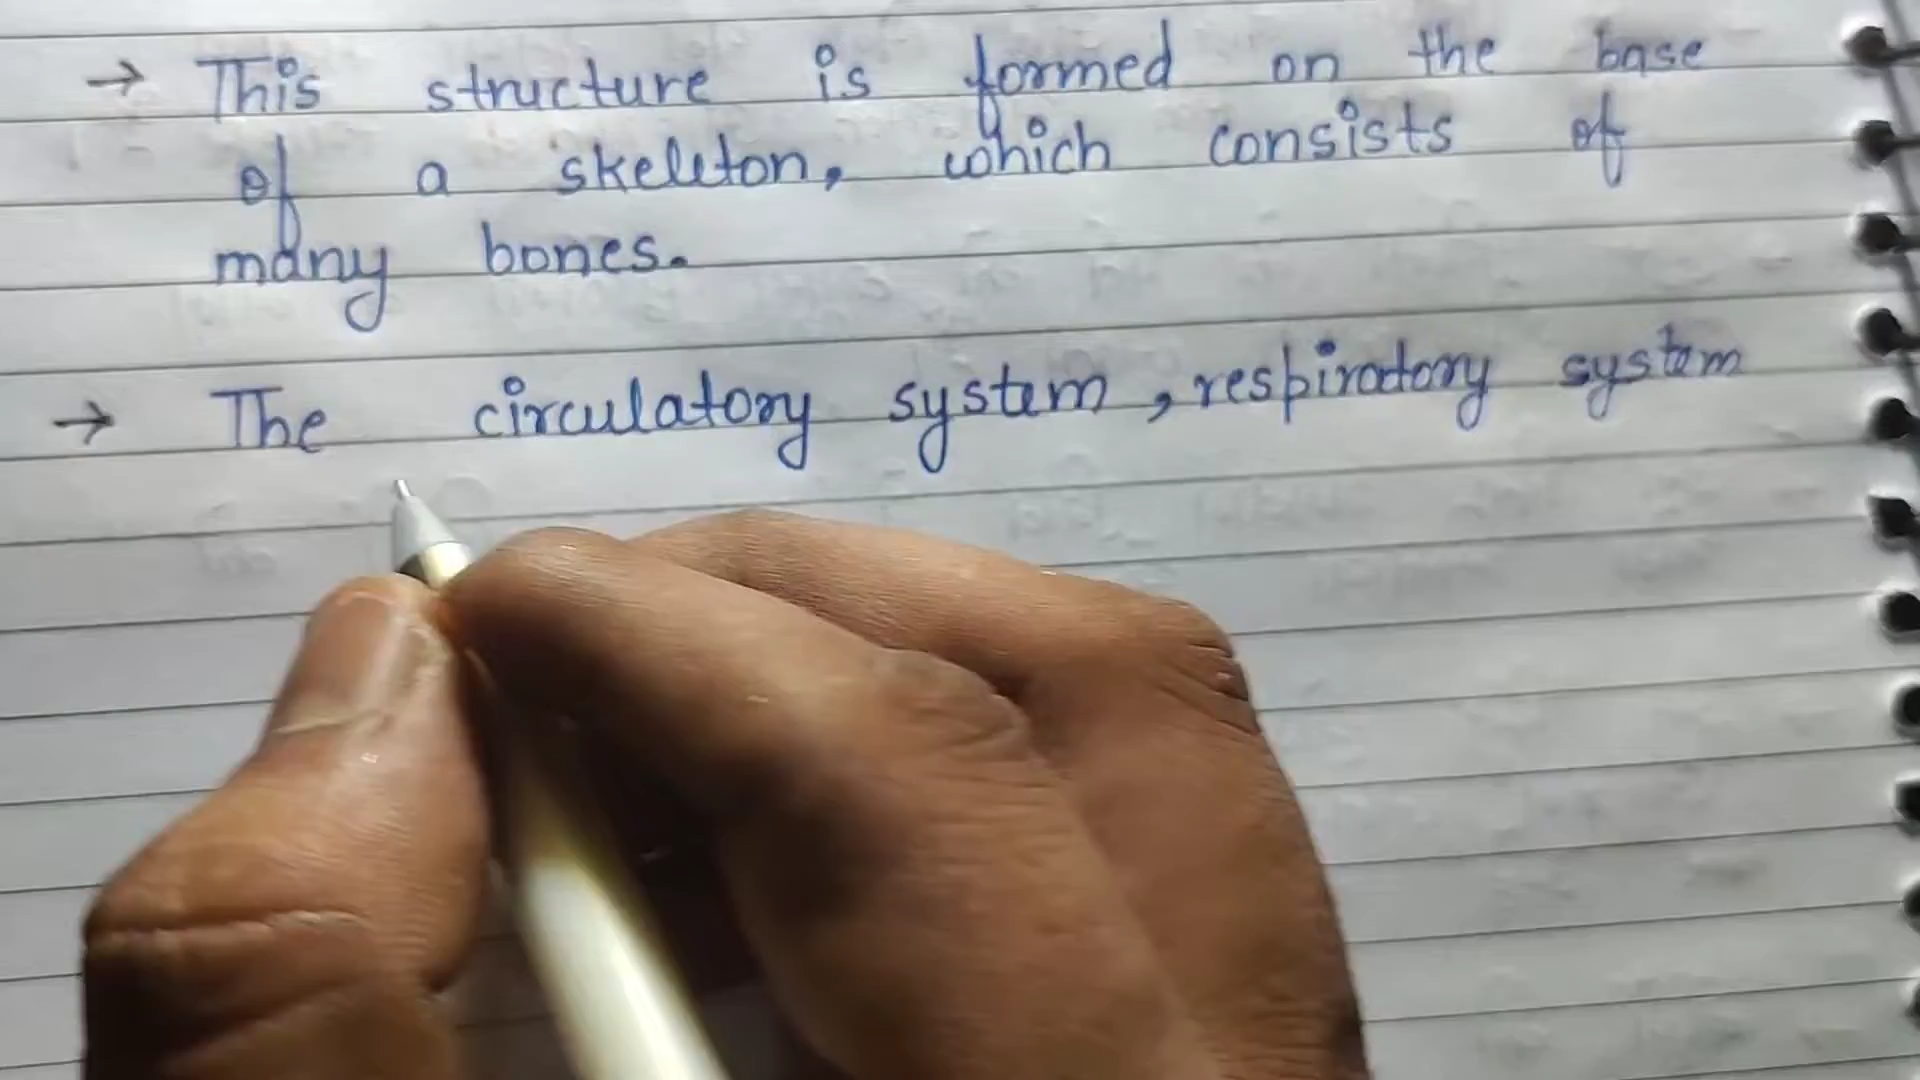 → This structure is formed on the base
of a skeleton, which consists of
many bones.
→ The circulatory system, respiratory system